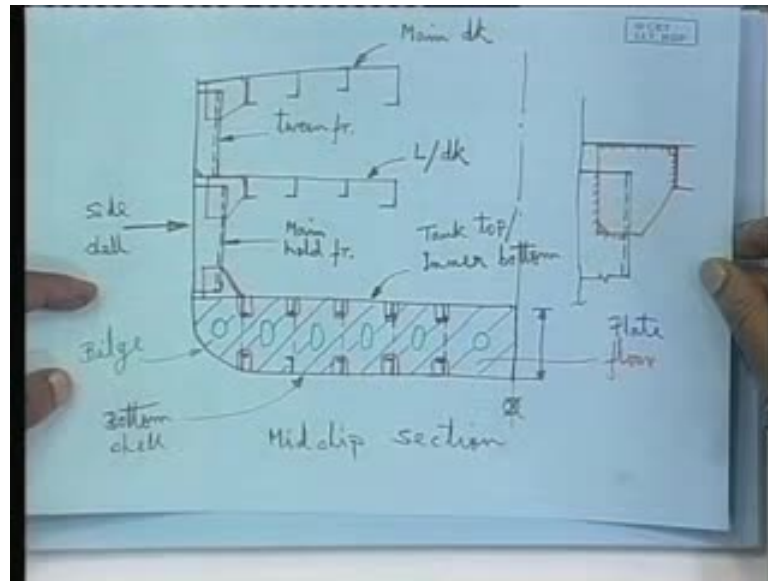 Main dk
tween fr.
L/dk
side
shell
Main
hold fr.
Tank top/
Inner bottom
Plate
floor
Bilge
Bottom
shell
Midship section